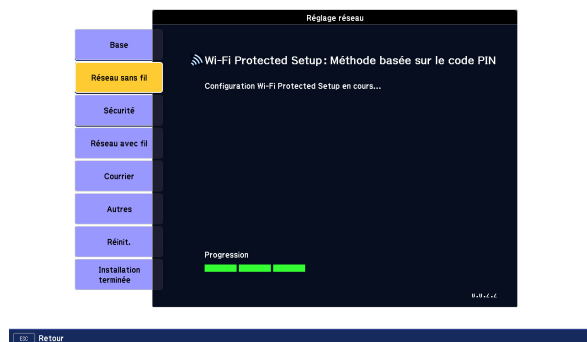 Réglage réseau
Base
Réseau sans fil
Sécurité
Réseau avec fil
Courrier
Autres
Réinit.
Installation
terminée
Wi-Fi Protected Setup: Méthode basée sur le code PIN
Configuration Wi-Fi Protected Setup en cours...
Progression
ESC Retour